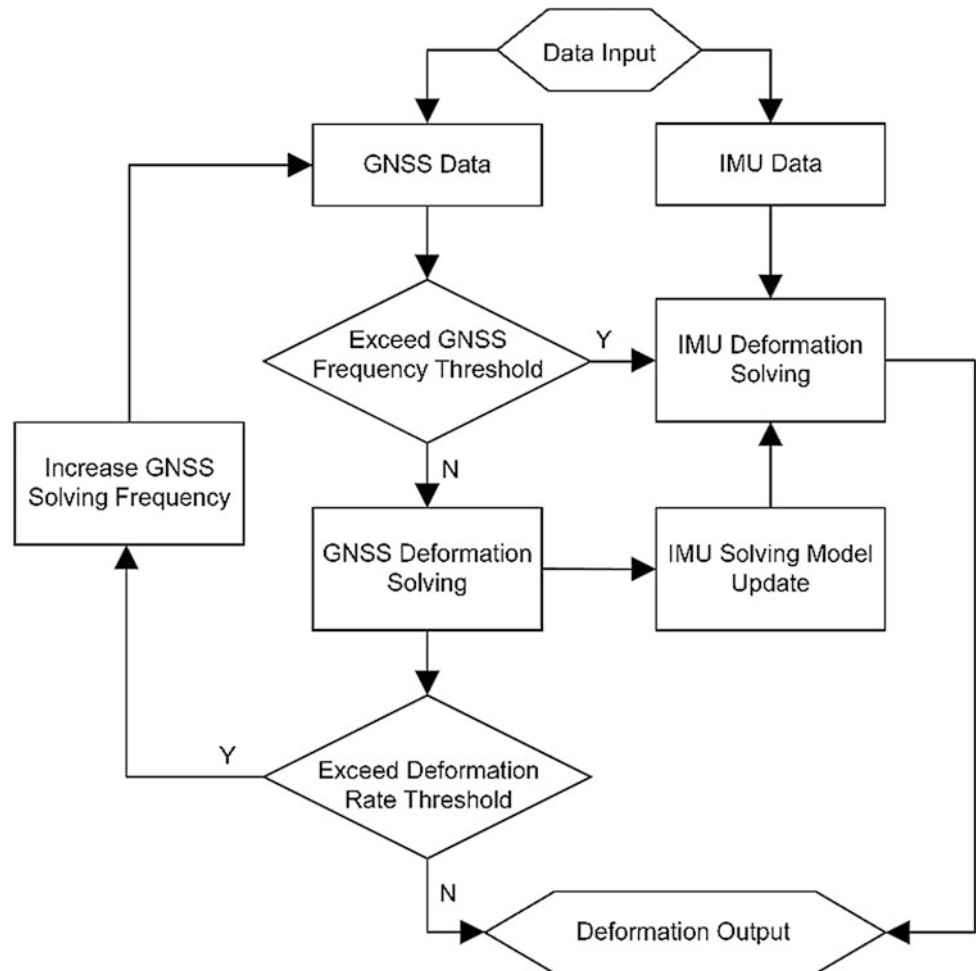 Data Input
GNSS Data
IMU Data
Exceed GNSS
Frequency Threshold
Y
IMU Deformation
Solving
Increase GNSS
Solving Frequency
N
GNSS Deformation
Solving
IMU Solving Model
Update
Y
Exceed Deformation
Rate Threshold
N
Deformation Output